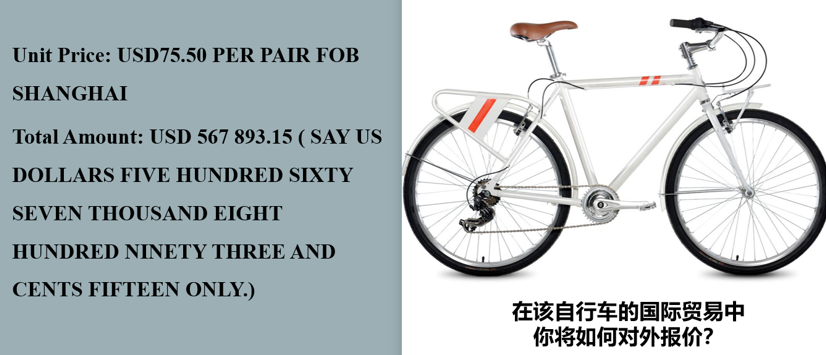 Unit Price: USD75.50 PER PAIR FOB
SHANGHAI
Total Amount: USD 567 893.15 ( SAY US
DOLLARS FIVE HUNDRED SIXTY
SEVEN THOUSAND EIGHT
HUNDRED NINETY THREE AND
CENTS FIFTEEN ONLY.)
在该自行车的国际贸易中
你将如何对外报价？